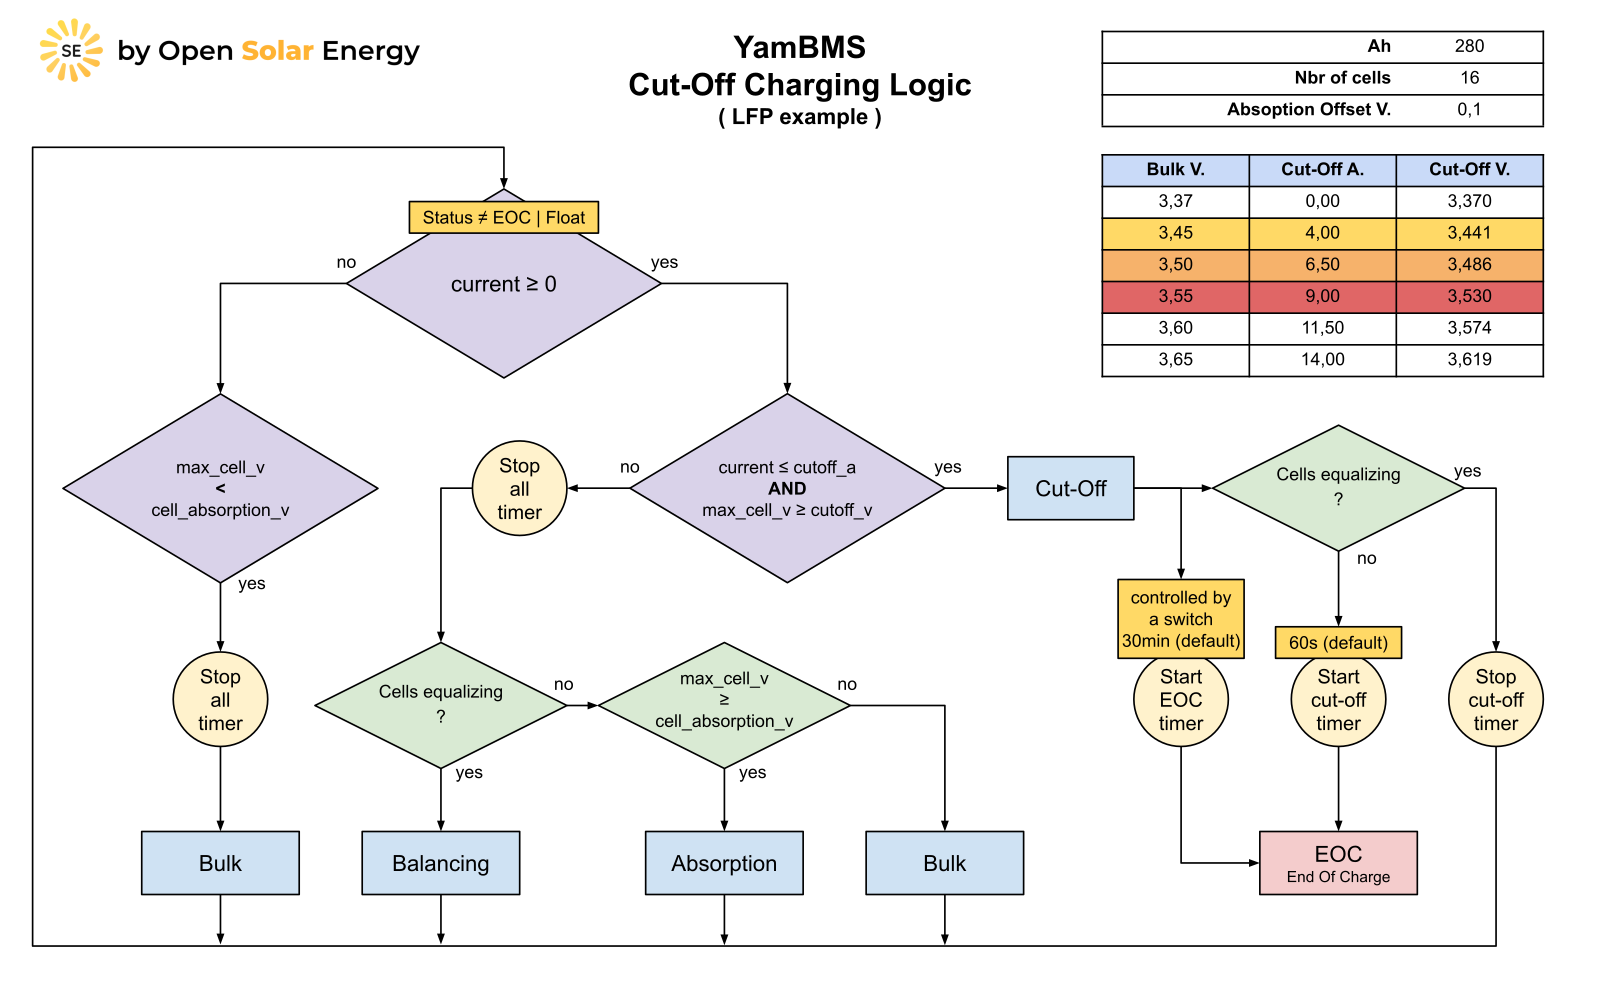 SE
by Open Solar Energy
YamBMS
Cut-Off Charging Logic
( LFP example )
Ah 280
Nbr of cells 16
Absoption Offset V. 0,1
Bulk V. Cut-Off A. Cut-Off V.
3,37 0,00 3,370
3,45 4,00 3,441
3,50 6,50 3,486
3,55 9,00 3,530
3,60 11,50 3,574
3,65 14,00 3,619
Status ≠ EOC | Float
current ≥ 0
no
yes
max_cell_v
<
cell_absorption_v
yes
Stop
all
timer
Bulk
current ≤ cutoff_a
AND
max_cell_v ≥ cutoff_v
no
yes
Stop
all
timer
Cells equalizing
?
no
yes
Balancing
max_cell_v
≥
cell_absorption_v
no
yes
Absorption
Bulk
Cut-Off
Cells equalizing
?
yes
no
controlled by
a switch
30min (default)
Start
EOC
timer
60s (default)
Start
cut-off
timer
Stop
cut-off
timer
EOC
End Of Charge